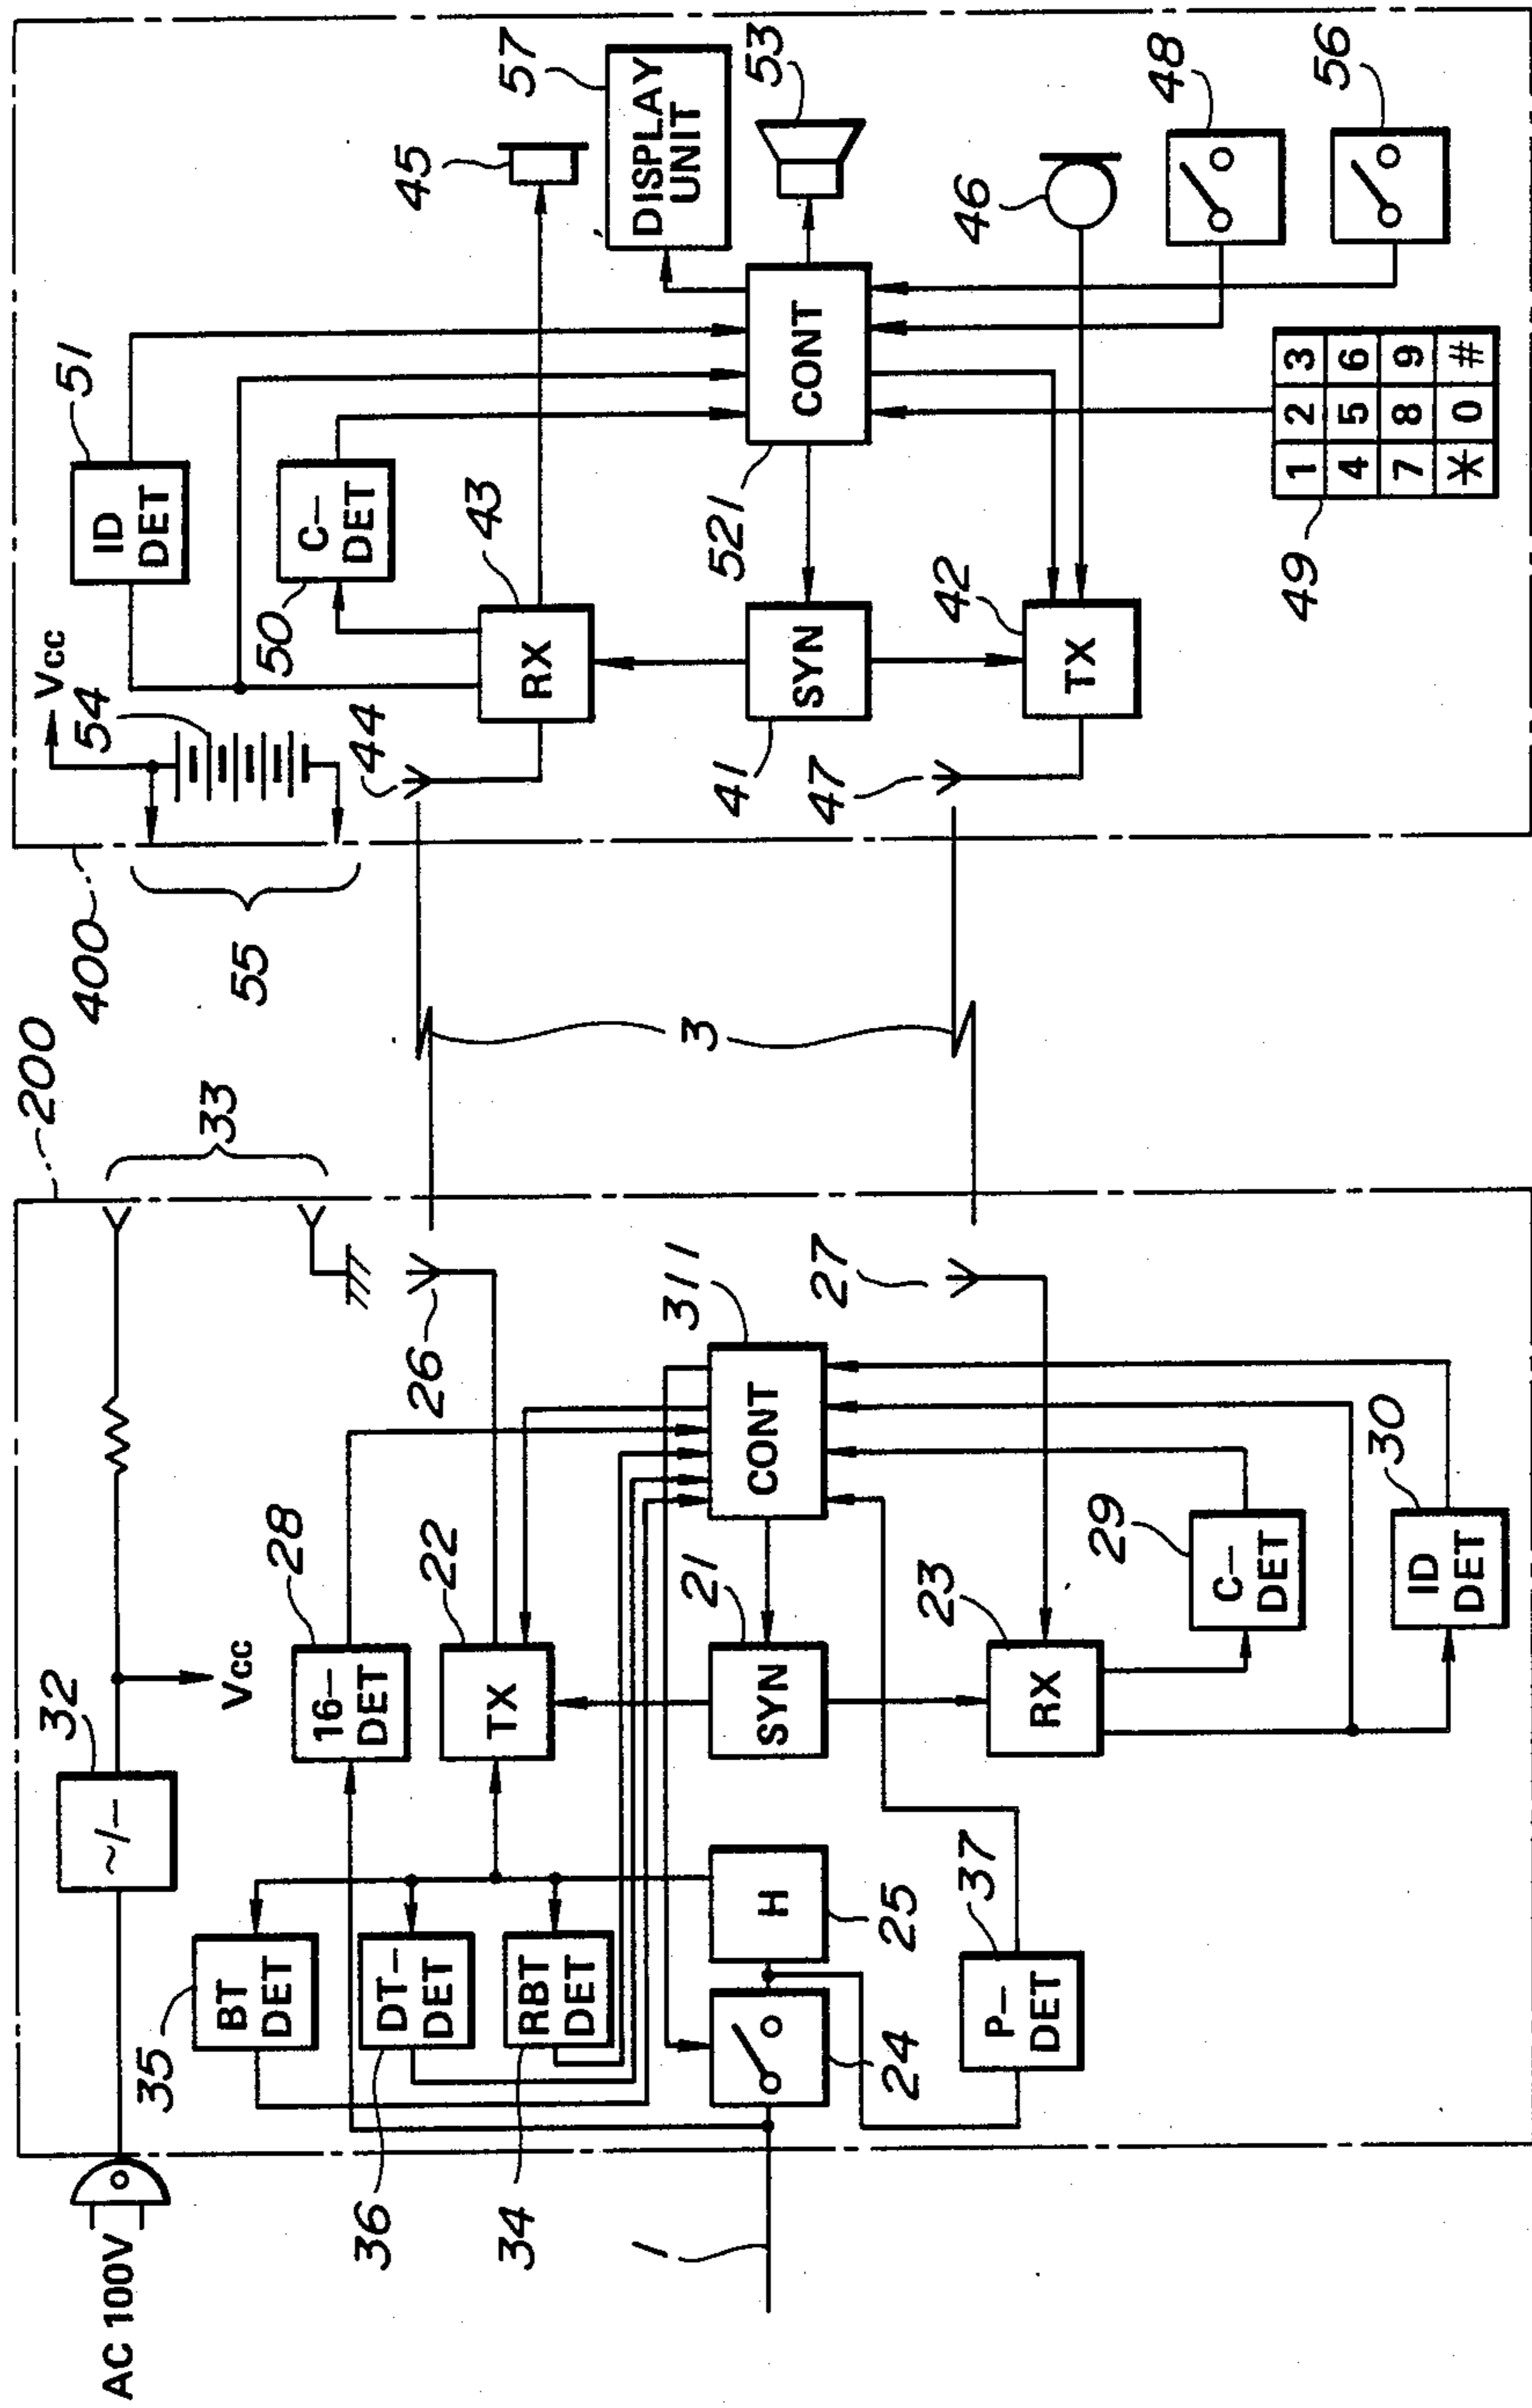 AC 100V
1
200
32
~/–
Vcc
33
35
BT
DET
28
16–
DET
36
DT–
DET
22
TX
26
34
RBT
DET
311
CONT
21
SYN
24
25
H
27
23
RX
37
P–
DET
29
C–
DET
30
ID
DET
3
400
55
54
Vcc
51
ID
DET
50
C–
DET
44
43
RX
45
57
DISPLAY
UNIT
53
521
CONT
41
SYN
46
47
42
TX
48
56
49
1 2 3
4 5 6
7 8 9
* 0 #